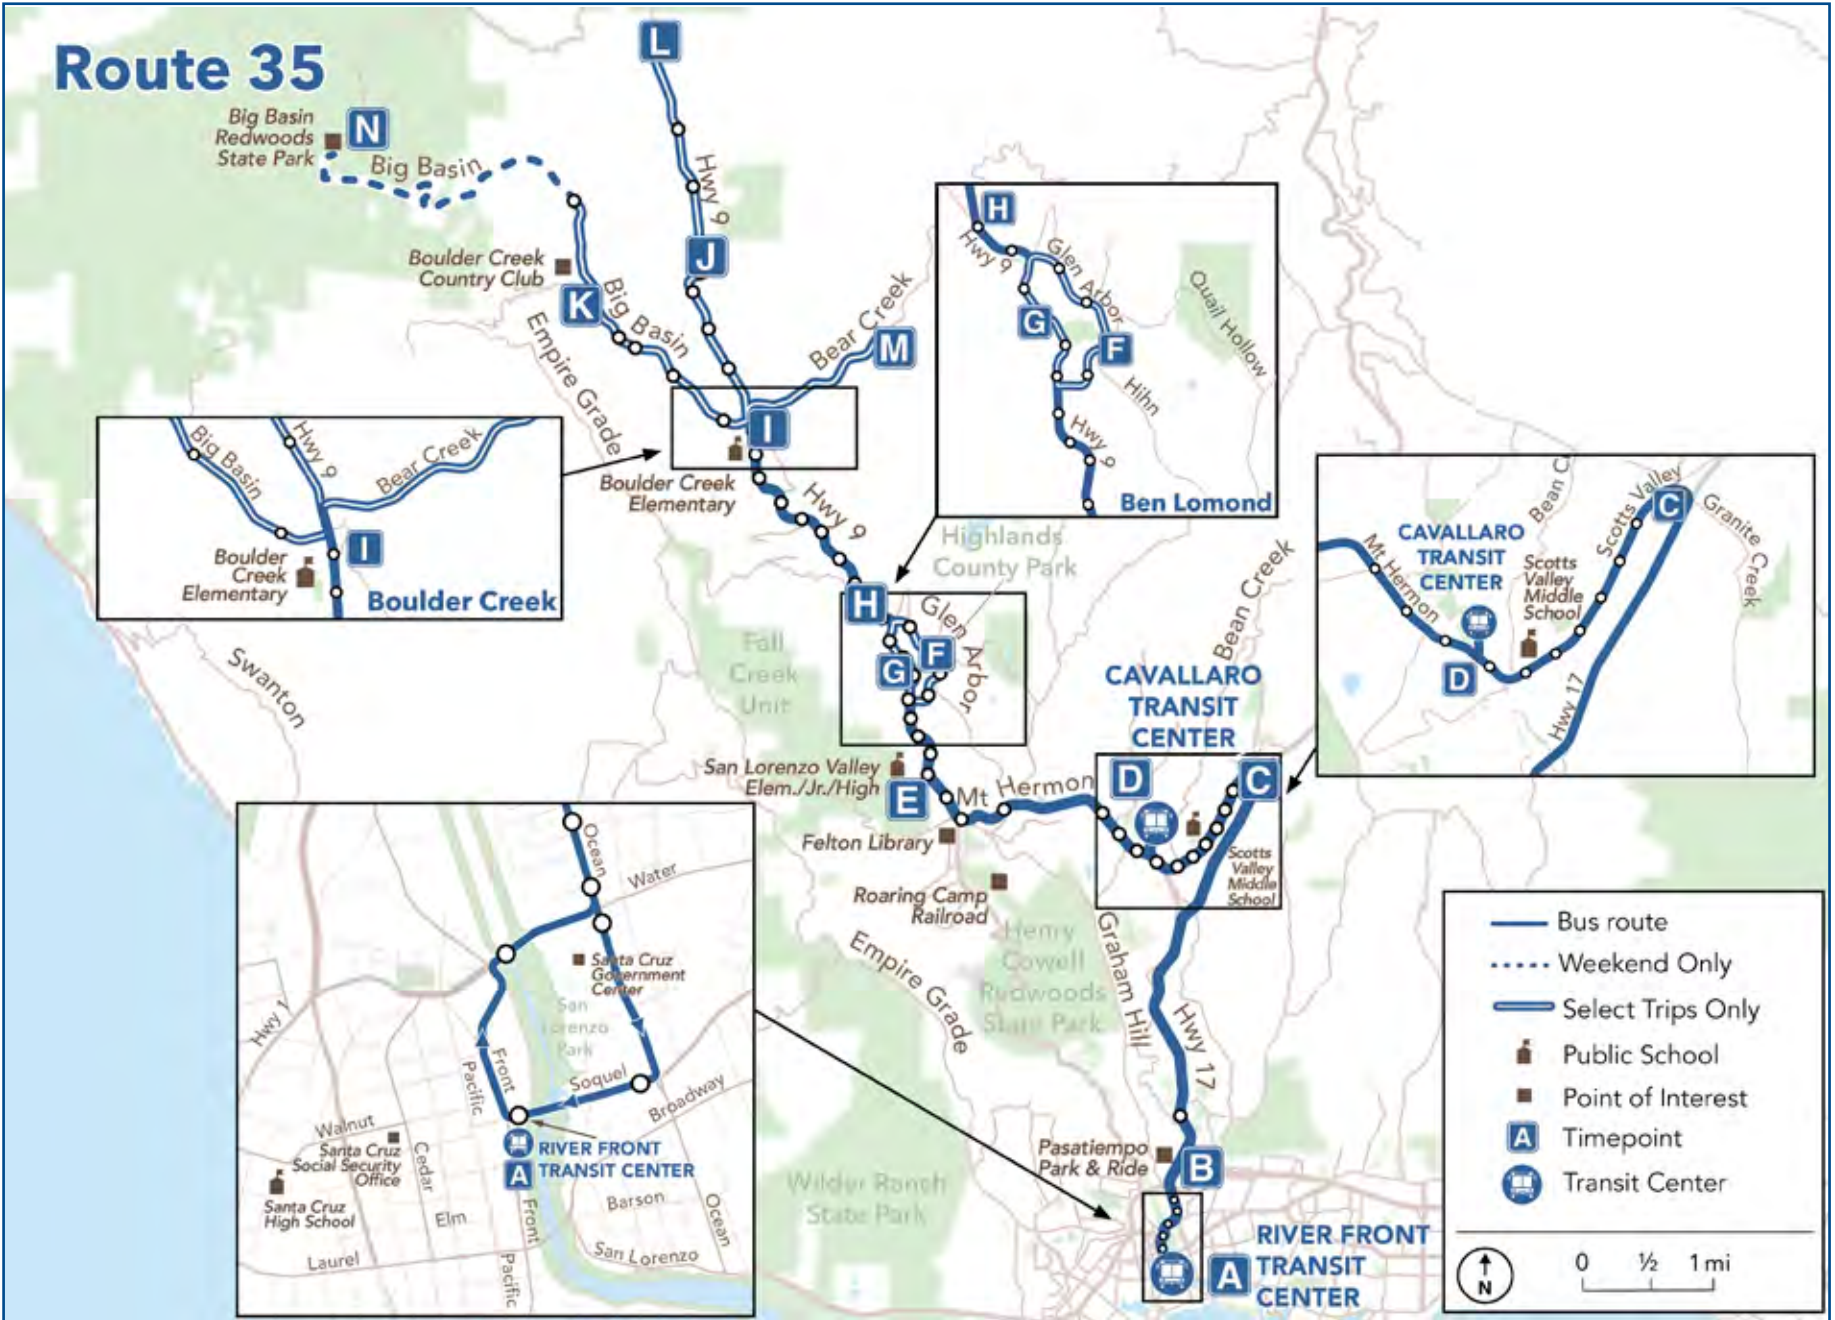 Route 35
L
Big Basin
Redwoods
State Park
N
Big Basin
Hwy 9
J
Boulder Creek
Country Club
K
Big Basin
Bear Creek
M
Empire Grade
I
Boulder Creek
Elementary
Hwy 9
H
Hwy 9
Glen Arbor
G
F
Hihn
Quail Hollow
Hwy 9
Ben Lomond
Big Basin
Hwy 9
Bear Creek
Boulder
Creek
Elementary
I
Boulder Creek
Highlands
County Park
Bean Creek
H
Glen Arbor
G
F
Fall
Creek
Unit
Swanton
Mt Hermon
CAVALLARO
TRANSIT
CENTER
D
Scotts
Valley
Middle
School
Scotts Valley
C
Granite Creek
Hwy 17
CAVALLARO
TRANSIT
CENTER
D
C
Scotts
Valley
Middle
School
San Lorenzo Valley
Elem./Jr./High
E
Mt Hermon
Felton Library
Roaring Camp
Railroad
Henry
Cowell
Redwoods
State Park
Empire Grade
Graham Hill
Hwy 17
Pasatiempo
Park & Ride
B
Wilder Ranch
State Park
RIVER FRONT
TRANSIT
CENTER
A
Ocean
Water
Santa Cruz
Government
Center
San
Lorenzo
Park
Hwy 1
Front
Pacific
Soquel
Broadway
Walnut
Santa Cruz
Social Security
Office
Cedar
RIVER FRONT
TRANSIT CENTER
A
Santa Cruz
High School
Elm
Front
Barson
Ocean
Laurel
Pacific
San Lorenzo
Bus route
Weekend Only
Select Trips Only
Public School
Point of Interest
A
Timepoint
Transit Center
N
0 ½ 1 mi